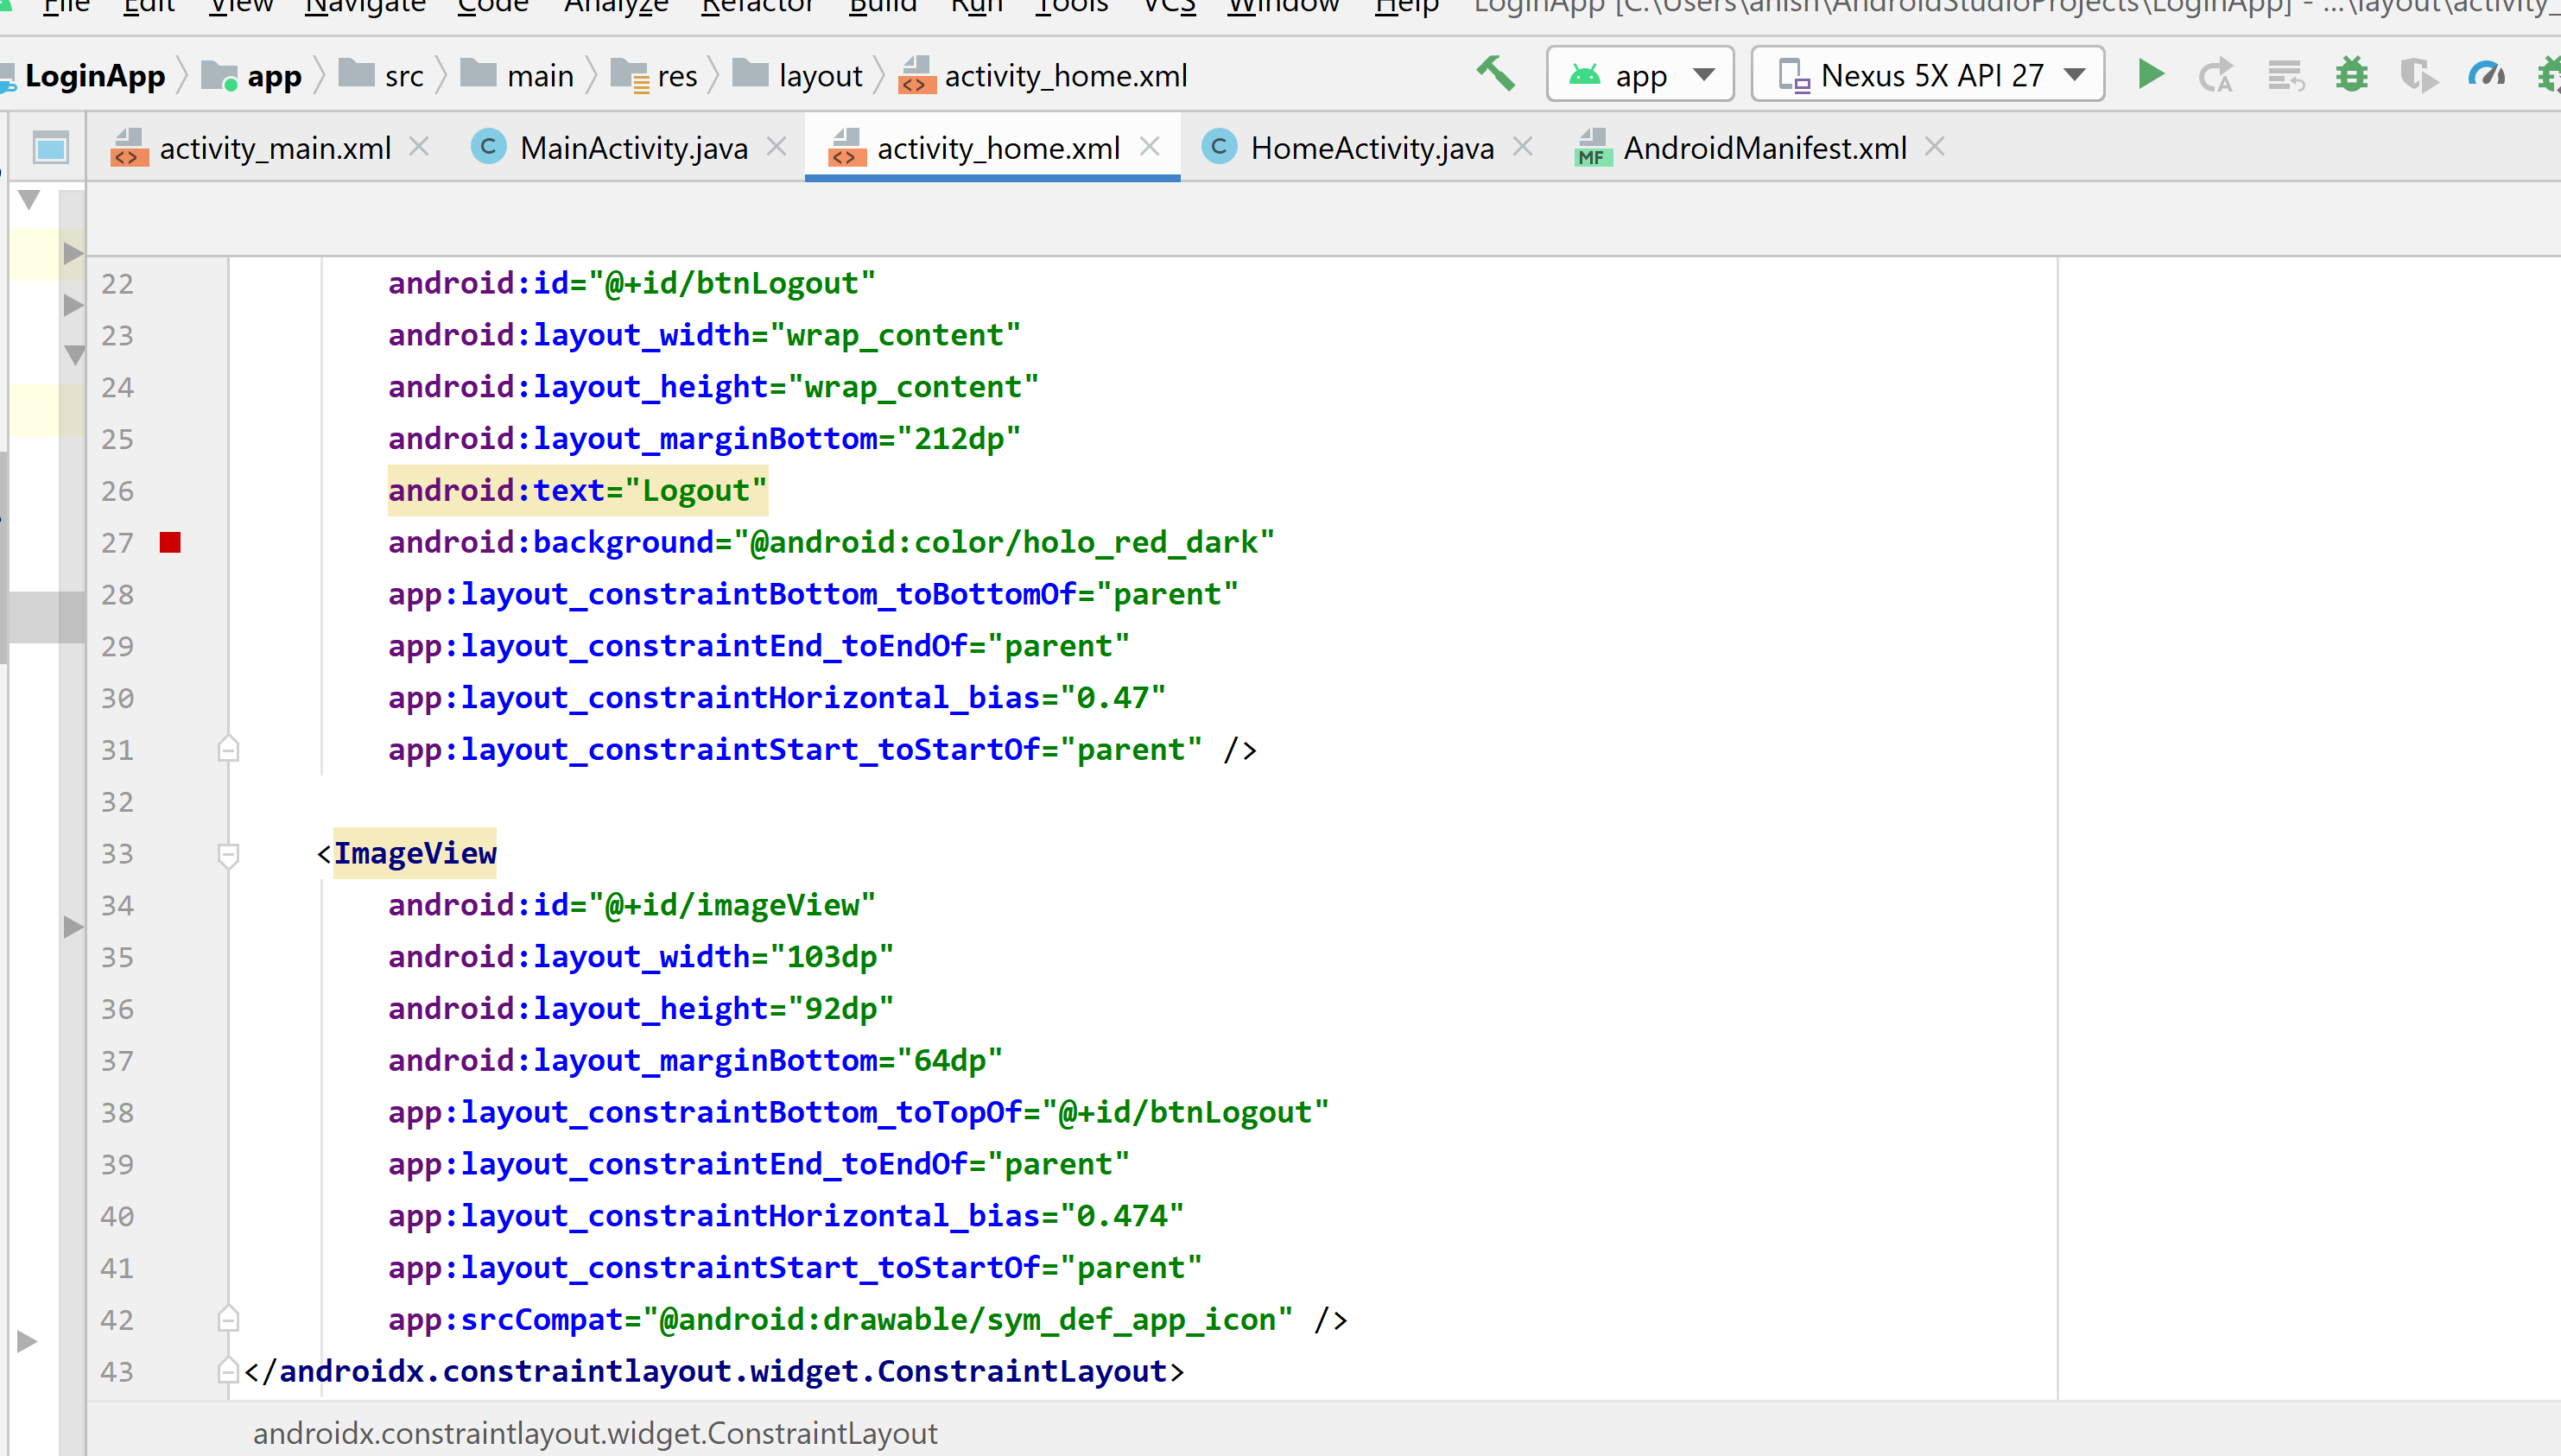 File Edit View Navigate Code Analyze Refactor Build Run Tools VCS Window Help LoginApp [C:\Users\anish\AndroidStudioProjects\LoginApp] - ...\layout\activity_
LoginApp app src main res layout activity_home.xml app Nexus 5X API 27
activity_main.xml MainActivity.java activity_home.xml HomeActivity.java AndroidManifest.xml
22 android:id="@+id/btnLogout"
23 android:layout_width="wrap_content"
24 android:layout_height="wrap_content"
25 android:layout_marginBottom="212dp"
26 android:text="Logout"
27 android:background="@android:color/holo_red_dark"
28 app:layout_constraintBottom_toBottomOf="parent"
29 app:layout_constraintEnd_toEndOf="parent"
30 app:layout_constraintHorizontal_bias="0.47"
31 app:layout_constraintStart_toStartOf="parent" />
32
33 <ImageView
34 android:id="@+id/imageView"
35 android:layout_width="103dp"
36 android:layout_height="92dp"
37 android:layout_marginBottom="64dp"
38 app:layout_constraintBottom_toTopOf="@+id/btnLogout"
39 app:layout_constraintEnd_toEndOf="parent"
40 app:layout_constraintHorizontal_bias="0.474"
41 app:layout_constraintStart_toStartOf="parent"
42 app:srcCompat="@android:drawable/sym_def_app_icon" />
43 </androidx.constraintlayout.widget.ConstraintLayout>
androidx.constraintlayout.widget.ConstraintLayout